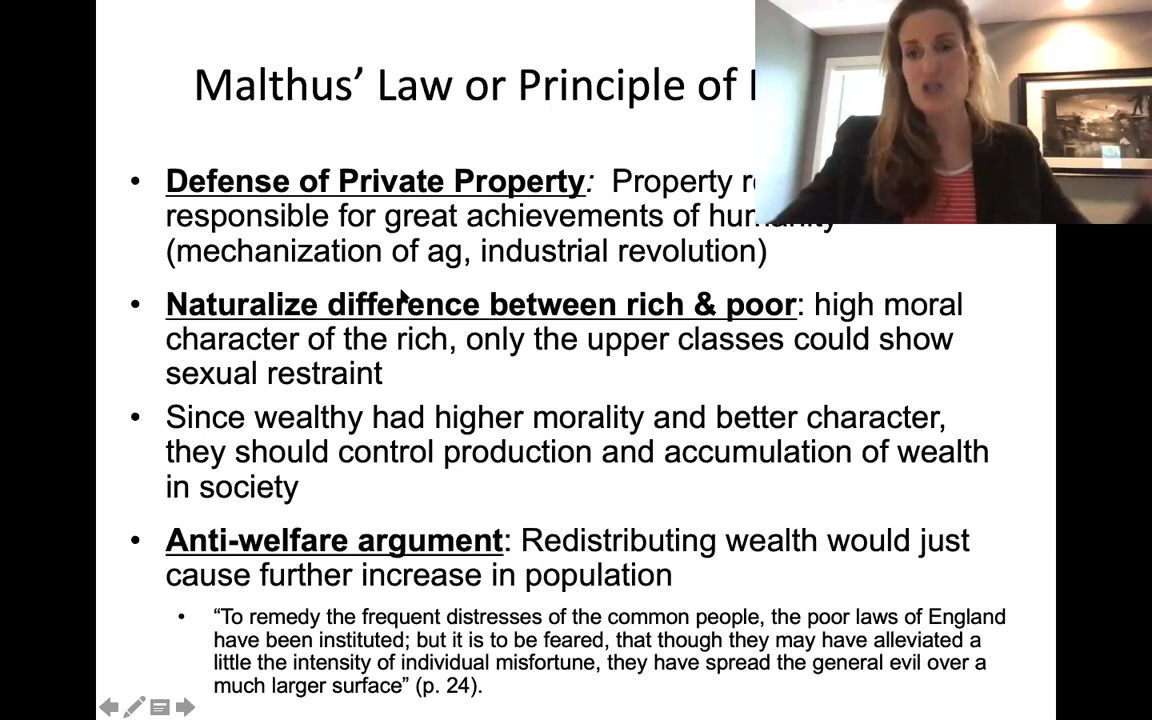 Malthus’ Law or Principle of
• Defense of Private Property: Property
responsible for great achievements of humanity
(mechanization of ag, industrial revolution)
• Naturalize difference between rich & poor: high moral
character of the rich, only the upper classes could show
sexual restraint
• Since wealthy had higher morality and better character,
they should control production and accumulation of wealth
in society
• Anti-welfare argument: Redistributing wealth would just
cause further increase in population
• “To remedy the frequent distresses of the common people, the poor laws of England
have been instituted; but it is to be feared, that though they may have alleviated a
little the intensity of individual misfortune, they have spread the general evil over a
much larger surface” (p. 24).